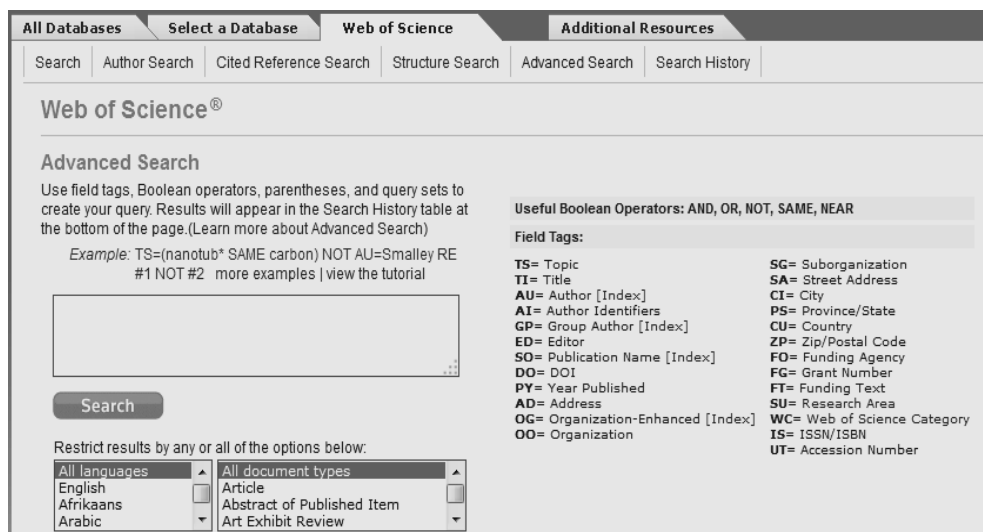 All Databases Select a Database Web of Science Additional Resources
Search Author Search Cited Reference Search Structure Search Advanced Search Search History
Web of Science®
Advanced Search
Use field tags, Boolean operators, parentheses, and query sets to
create your query. Results will appear in the Search History table at
the bottom of the page.(Learn more about Advanced Search)
Example: TS=(nanotub* SAME carbon) NOT AU=Smalley RE
#1 NOT #2 more examples | view the tutorial
Search
Restrict results by any or all of the options below:
All languages
English
Afrikaans
Arabic
All document types
Article
Abstract of Published Item
Art Exhibit Review
Useful Boolean Operators: AND, OR, NOT, SAME, NEAR
Field Tags:
TS= Topic
TI= Title
AU= Author [Index]
AI= Author Identifiers
GP= Group Author [Index]
ED= Editor
SO= Publication Name [Index]
DO= DOI
PY= Year Published
AD= Address
OG= Organization-Enhanced [Index]
OO= Organization
SG= Suborganization
SA= Street Address
CI= City
PS= Province/State
CU= Country
ZP= Zip/Postal Code
FO= Funding Agency
FG= Grant Number
FT= Funding Text
SU= Research Area
WC= Web of Science Category
IS= ISSN/ISBN
UT= Accession Number